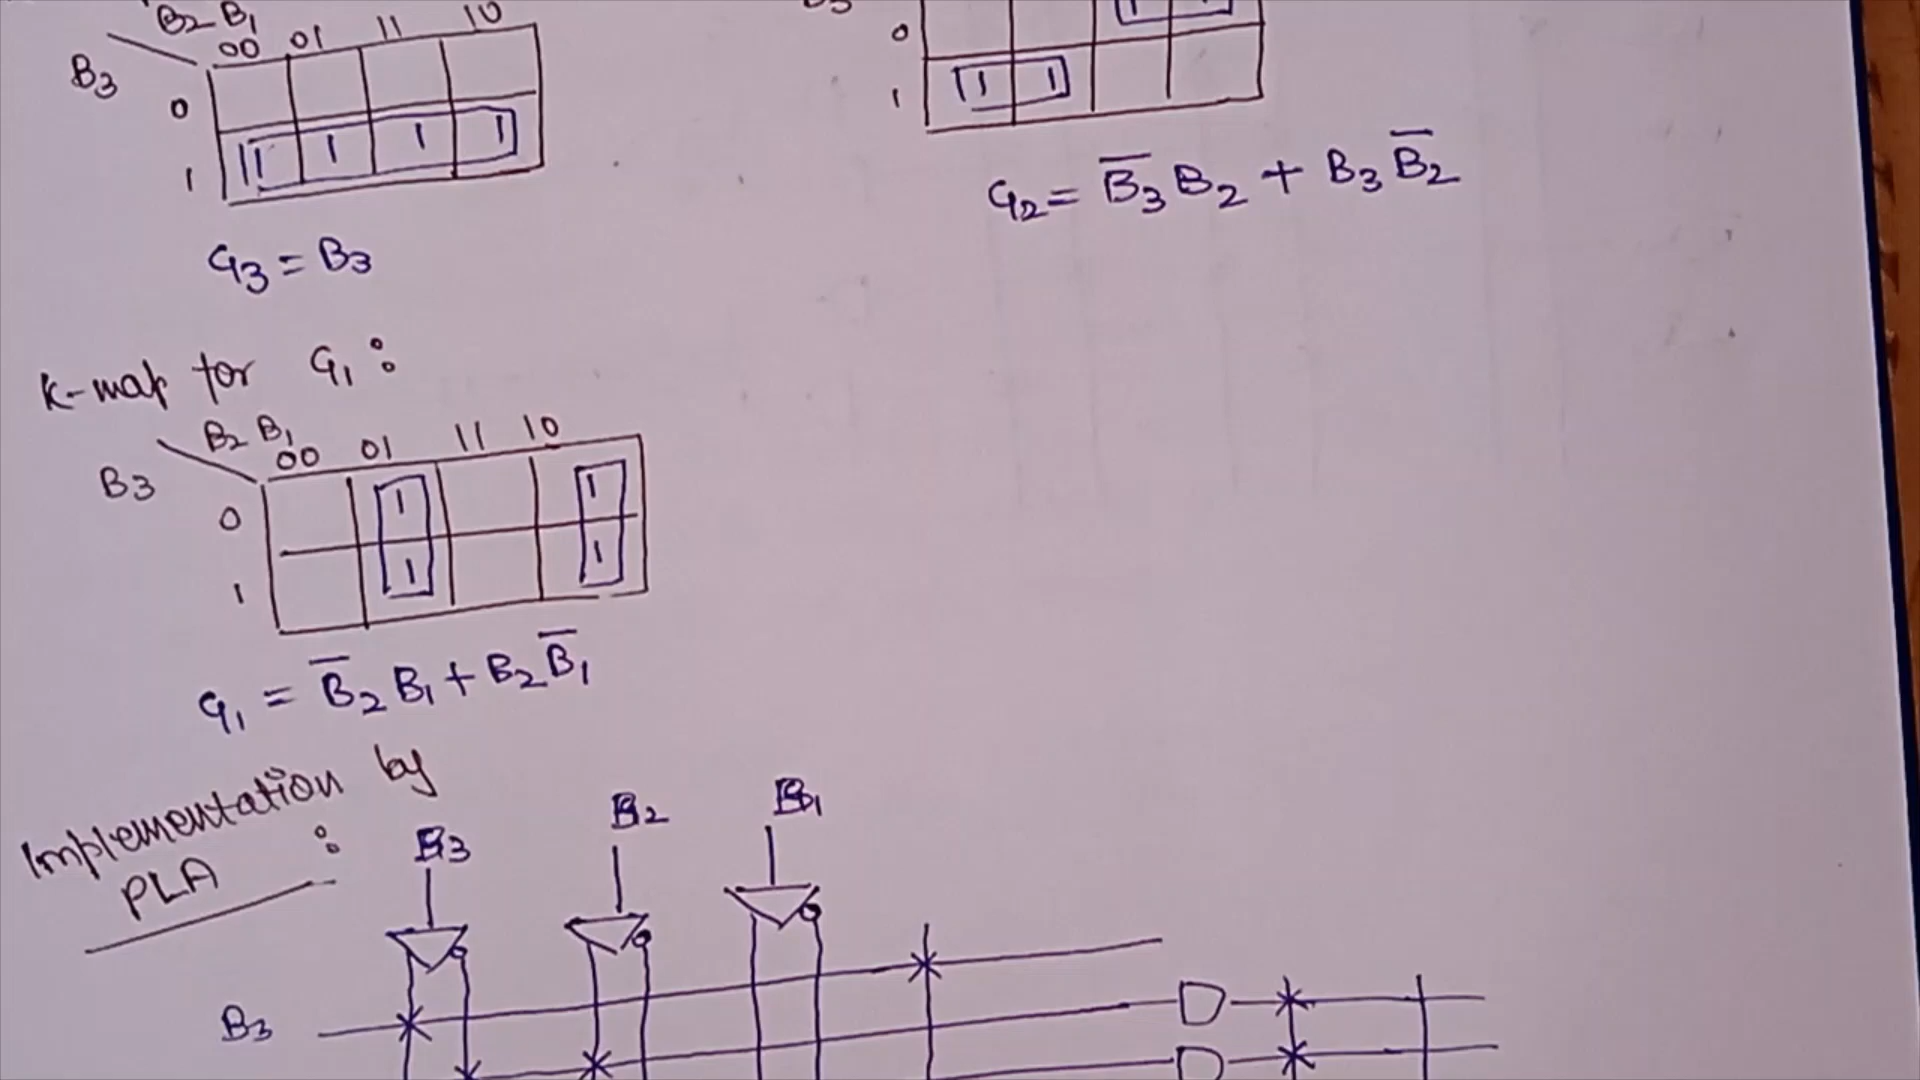 B2 B1
00 01 11 10
B3
0
1 1 1 1 1
G3 = B3
0
1 1 1
G2 = B̅3 B2 + B3 B̅2
K-map for G1 :
B2 B1
00 01 11 10
B3
0 1 1
1 1 1
G1 = B̅2 B1 + B2 B̅1
Implementation by
PLA :
B3 B2 B1
B3